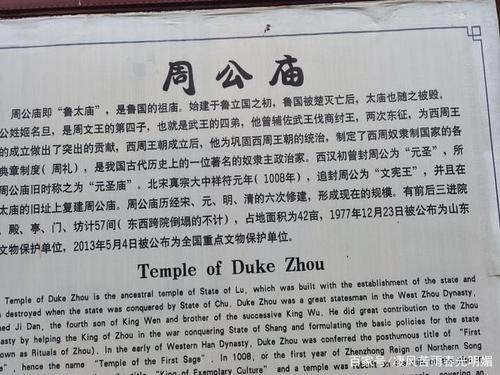 周公庙
周公庙即“鲁太庙”，是鲁国的祖庙。始建于鲁立国之初，鲁国被楚灭亡后，太庙也随之被毁。
公姓姬名旦，是周文王的第四子，也就是武王的四弟，他曾辅佐武王伐商纣王，两次东征，为西周王
的成立做出了突出的贡献，西周王朝成立后，他为巩固西周王朝的统治，制定了西周奴隶制国家的各
典章制度（周礼），是我国古代历史上的一位著名的奴隶主政治家。西汉初曾封周公为“元圣”，所
周公庙旧时称之为“元圣庙”。北宋真宗大中祥符元年（1008年），追封周公为“文宪王”，并且在
太庙的旧址上复建周公庙。周公庙历经宋、元、明、清的六次修建，形成现在的规模。有前后三进院
、殿、亭、门、坊计57间（东西跨院倒塌的不计），占地面积为42亩，1977年12月23日被公布为山东
文物保护单位，2013年5月4日被公布为全国重点文物保护单位。
Temple of Duke Zhou
Temple of Duke Zhou is the ancestral temple of State of Lu, which was built with the establishment of the state and
s destroyed when the state was conquered by State of Chu. Duke Zhou was a great statesman in the West Zhou Dynasty,
med Ji Dan, the fourth son of King Wen and brother of the successive King Wu. He did great contribution to the Zhou
nasty by helping the King of Zhou in the war conquering State of Shang and formulating the basic policies for the state
own as Rituals of Zhou). In the early of Western Han Dynasty, Duke Zhou was conferred the posthumous title of "First
", hence the name "Temple of the First Sage". In 1008, or the first year of Zhenzhong Reign of Northern Song
title of "King of Exemplary Culture" and a temple was
百家号/凄风苦雨春光明媚